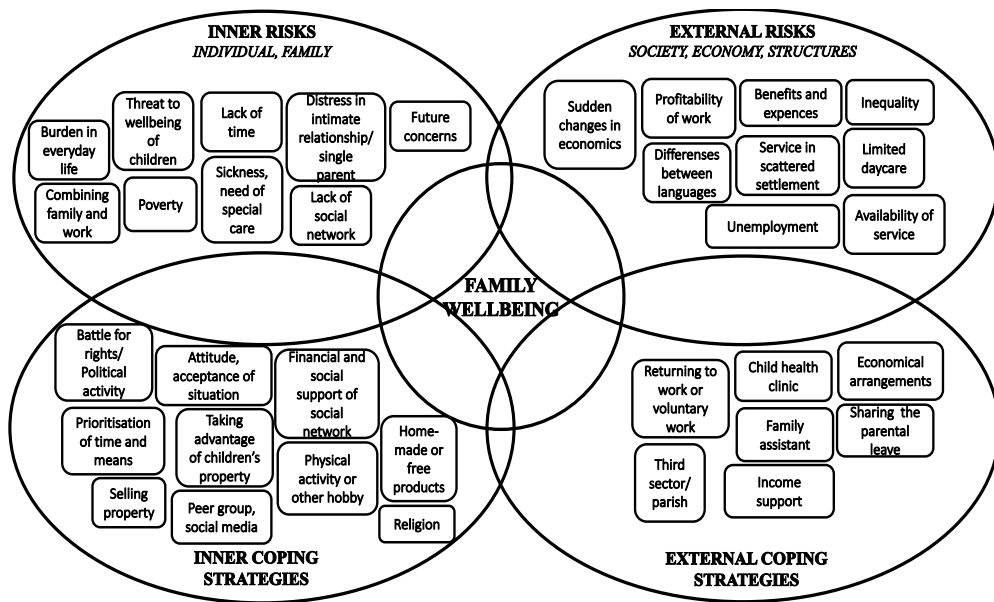 INNER RISKS
INDIVIDUAL, FAMILY
Burden in
everyday
life
Threat to
wellbeing
of
children
Lack of
time
Distress in
intimate
relationship/
single
parent
Future
concerns
Combining
family and
work
Poverty
Sickness,
need of
special
care
Lack of
social
network
EXTERNAL RISKS
SOCIETY, ECONOMY, STRUCTURES
Sudden
changes in
economics
Profitability
of work
Benefits and
expences
Inequality
Differenses
between
languages
Service in
scattered
settlement
Limited
daycare
Unemployment
Availability of
service
FAMILY
WELLBEING
Battle for
rights/
Political
activity
Attitude,
acceptance of
situation
Financial and
social
support of
social
network
Prioritisation
of time and
means
Taking
advantage
of children's
property
Home-
made or
free
products
Physical
activity or
other hobby
Selling
property
Peer group,
social media
Religion
INNER COPING
STRATEGIES
Returning to
work or
voluntary
work
Child health
clinic
Economical
arrangements
Family
assistant
Sharing the
parental
leave
Third
sector/
parish
Income
support
EXTERNAL COPING
STRATEGIES